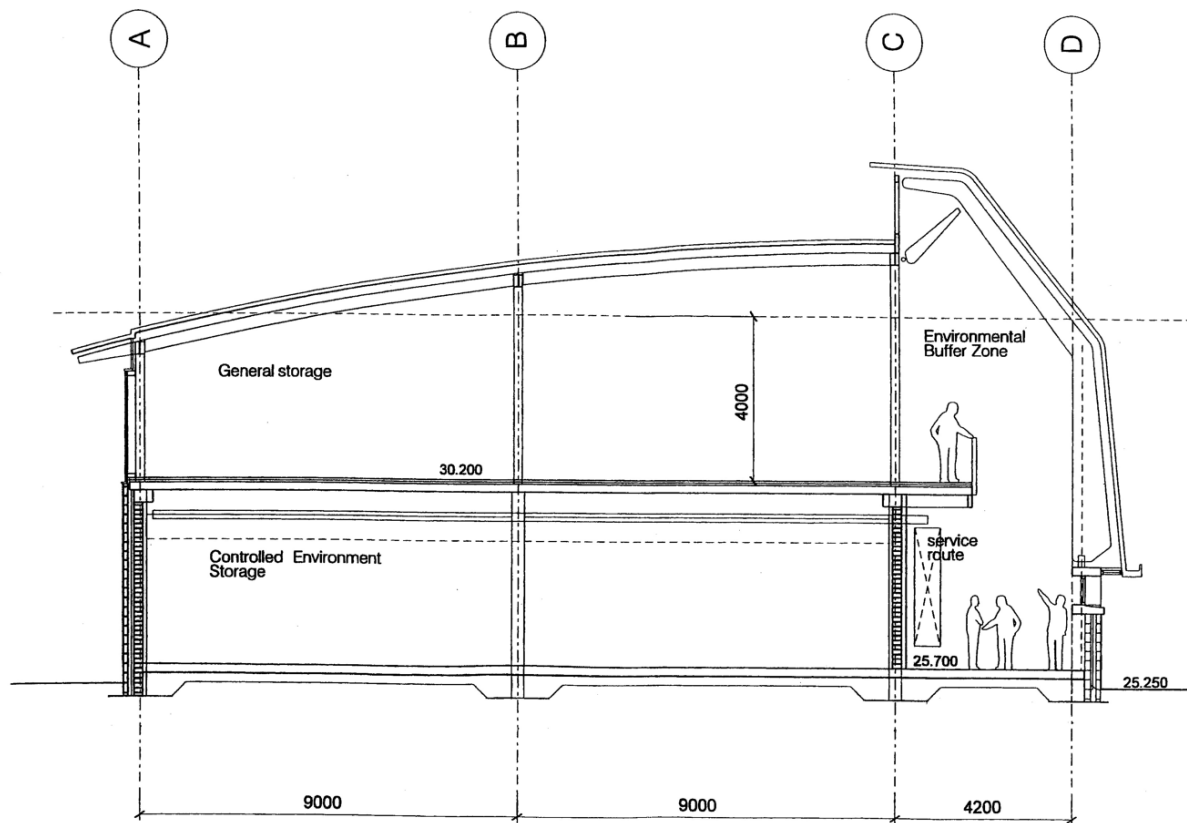 A
B
C
D
Environmental
Buffer Zone
General storage
4000
30.200
Controlled Environment
Storage
service
route
25.700
25.250
9000
9000
4200